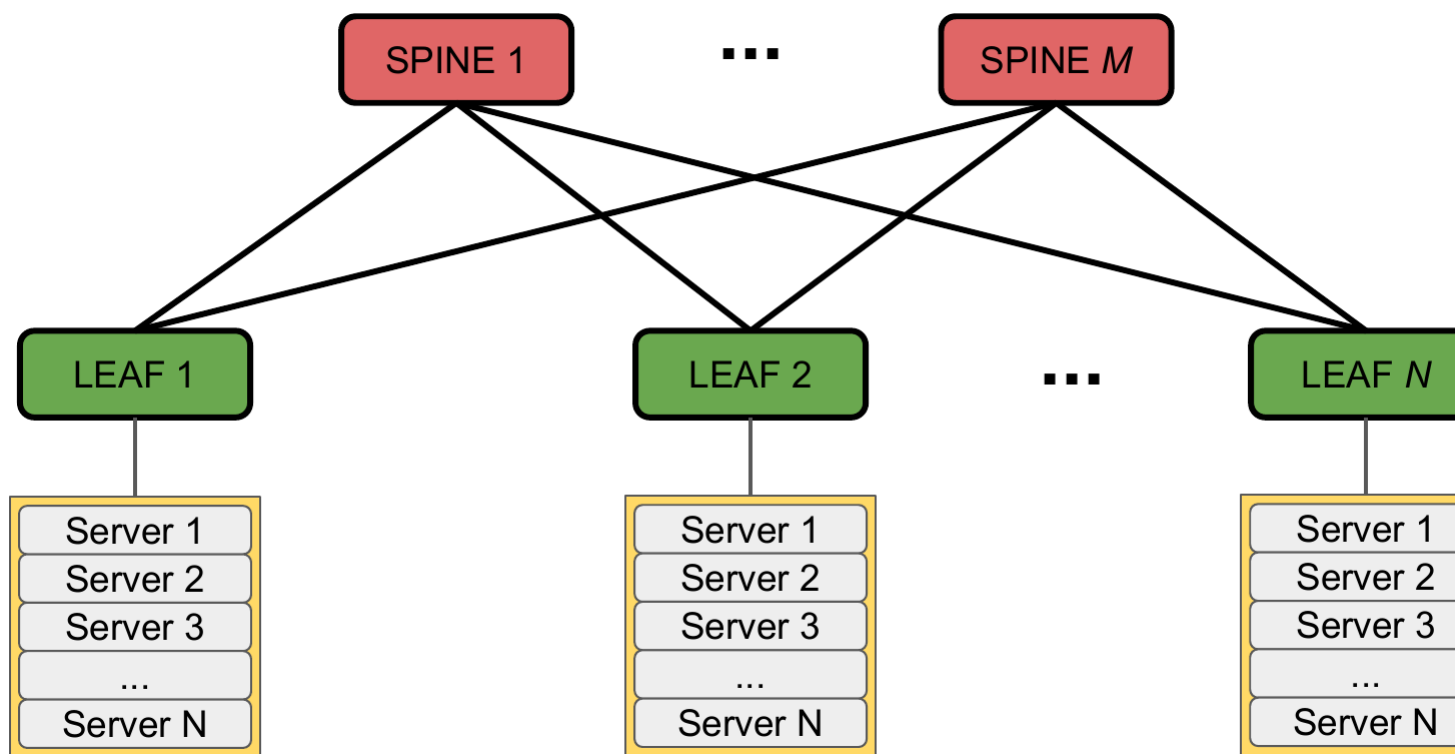 SPINE 1
...
SPINE M
LEAF 1
LEAF 2
...
LEAF N
Server 1
Server 2
Server 3
...
Server N
Server 1
Server 2
Server 3
...
Server N
Server 1
Server 2
Server 3
...
Server N